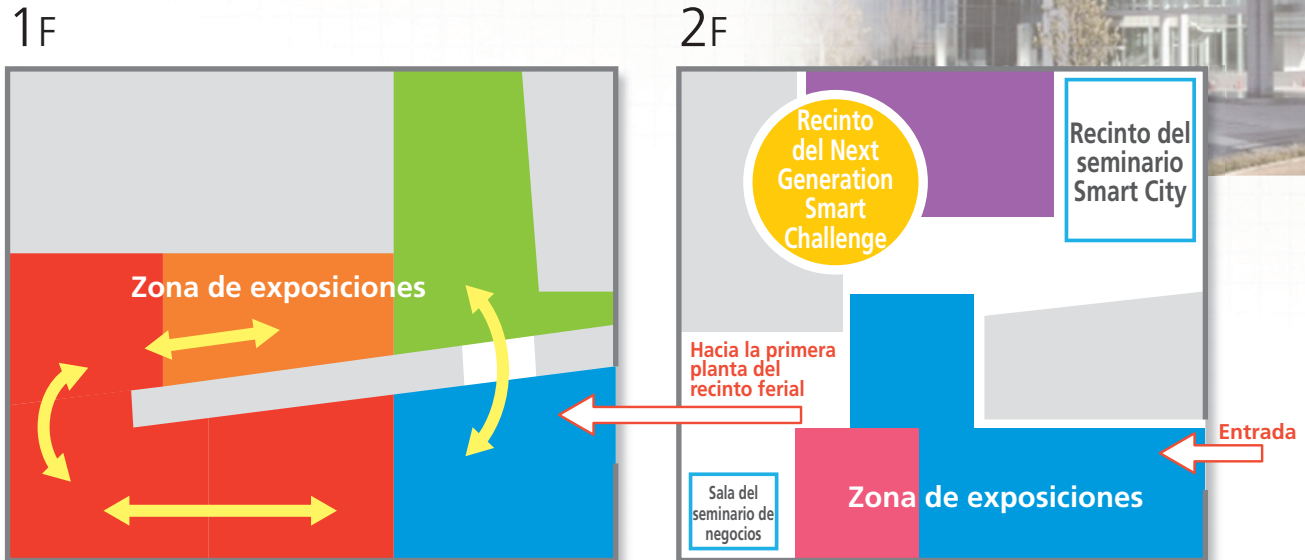 1F
2F
Zona de exposiciones
Recinto
del Next
Generation
Smart
Challenge
Recinto del
seminario
Smart City
Hacia la primera
planta del
recinto ferial
Entrada
Sala del
seminario de
negocios
Zona de exposiciones